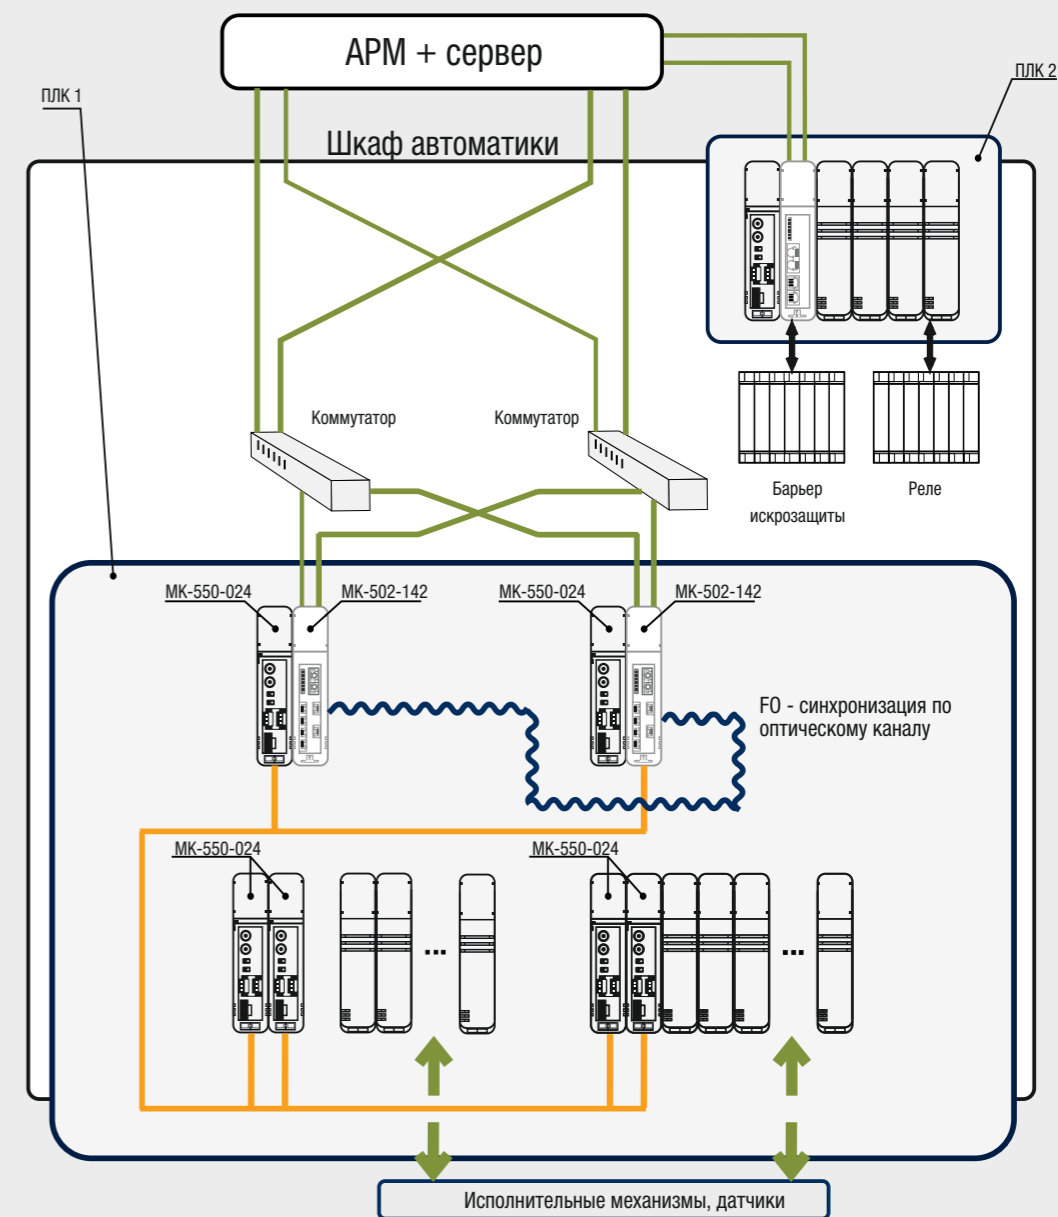 АРМ + сервер
ПЛК 2
ПЛК 1
Шкаф автоматики
Коммутатор
Коммутатор
Барьер
искрозащиты
Реле
МК-550-024
МК-502-142
МК-550-024
МК-502-142
FO - синхронизация по
оптическому каналу
МК-550-024
...
МК-550-024
...
Исполнительные механизмы, датчики